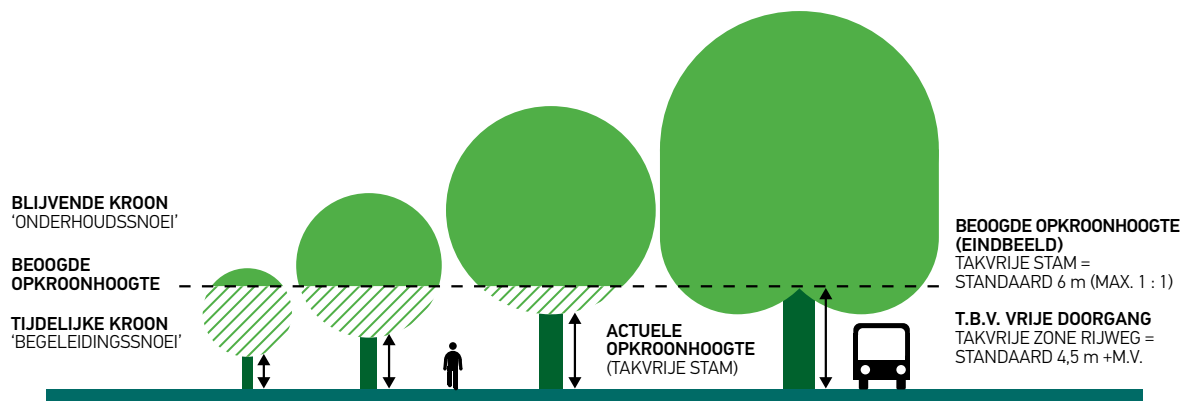 BLIJVENDE KROON
'ONDERHOUDSSNOEI'
BEOOGDE
OPKROONHOOGTE
TIJDELIJKE KROON
'BEGELEIDINGSSNOEI'
ACTUELE
OPKROONHOOGTE
(TAKVRIJE STAM)
BEOOGDE OPKROONHOOGTE
(EINDBEELD)
TAKVRIJE STAM =
STANDAARD 6 m (MAX. 1 : 1)
T.B.V. VRIJE DOORGANG
TAKVRIJE ZONE RIJWEG =
STANDAARD 4,5 m +M.V.